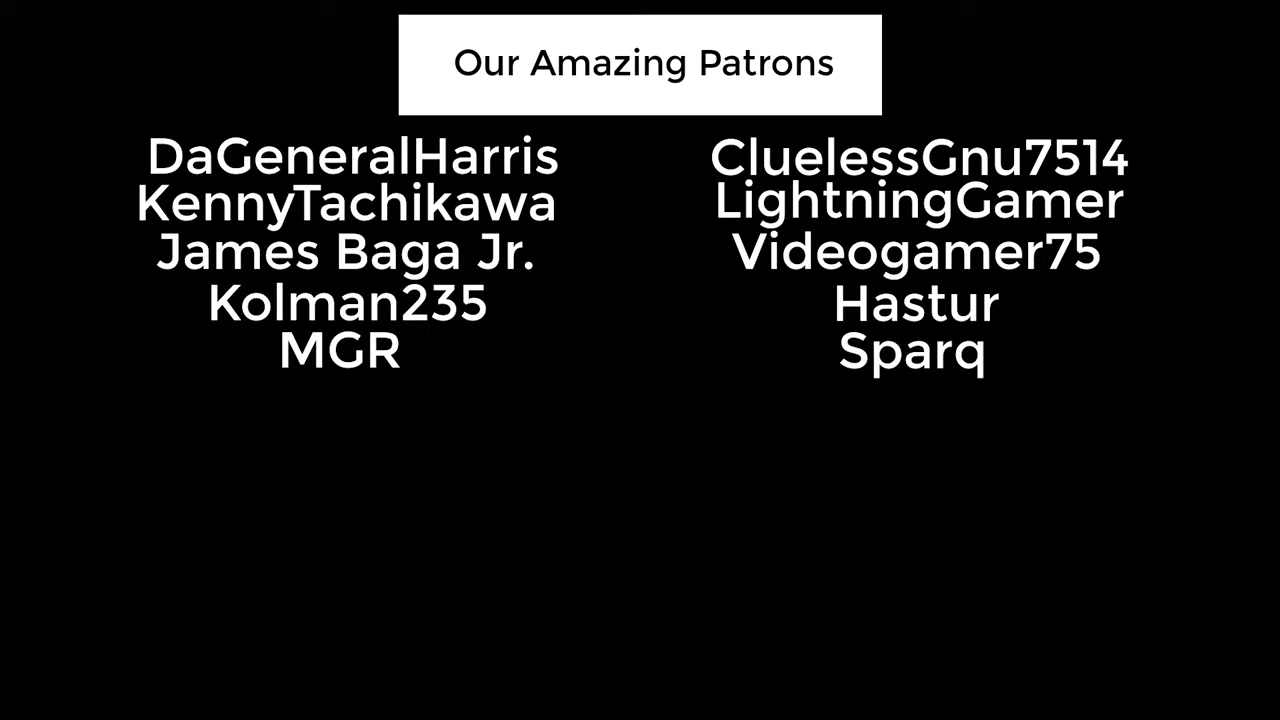 Our Amazing Patrons
DaGeneralHarris
KennyTachikawa
James Baga Jr.
Kolman235
MGR
CluelessGnu7514
LightningGamer
Videogamer75
Hastur
Sparq